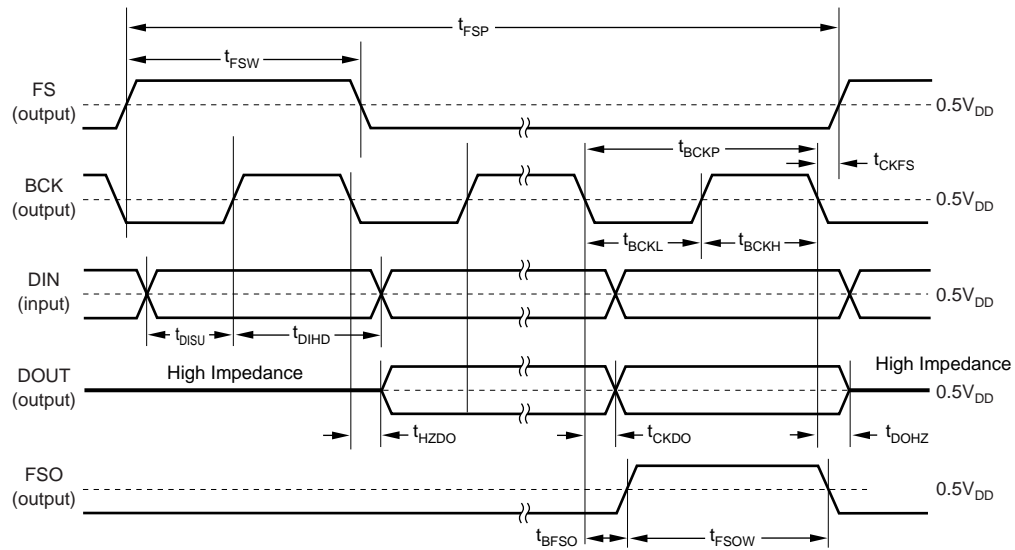 tFSP
tFSW
FS
(output)
0.5VDD
tBCKP
tCKFS
BCK
(output)
0.5VDD
tBCKL
tBCKH
DIN
(input)
0.5VDD
tDISU
tDIHD
DOUT
(output)
High Impedance
High Impedance
0.5VDD
tHZDO
tCKDO
tDOHZ
FSO
(output)
0.5VDD
tBFSO
tFSOW